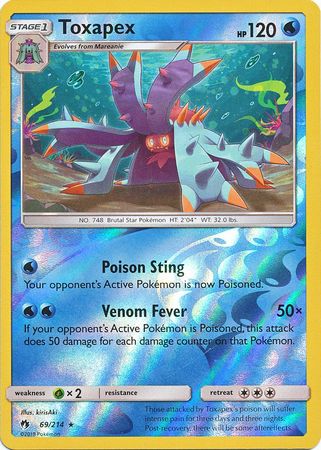 STAGE 1
Toxapex
HP 120
Evolves from Mareanie
NO. 748 Brutal Star Pokémon HT: 2'04" WT: 32.0 lbs.
Poison Sting
Your opponent's Active Pokémon is now Poisoned.
Venom Fever 50×
If your opponent's Active Pokémon is Poisoned, this attack
does 50 damage for each damage counter on that Pokémon.
weakness × 2 resistance retreat
Illus. kirisAki
69/214 ★
©2019 Pokémon
Those attacked by Toxapex's poison will suffer
intense pain for three days and three nights.
Post-recovery, there will be some aftereffects.